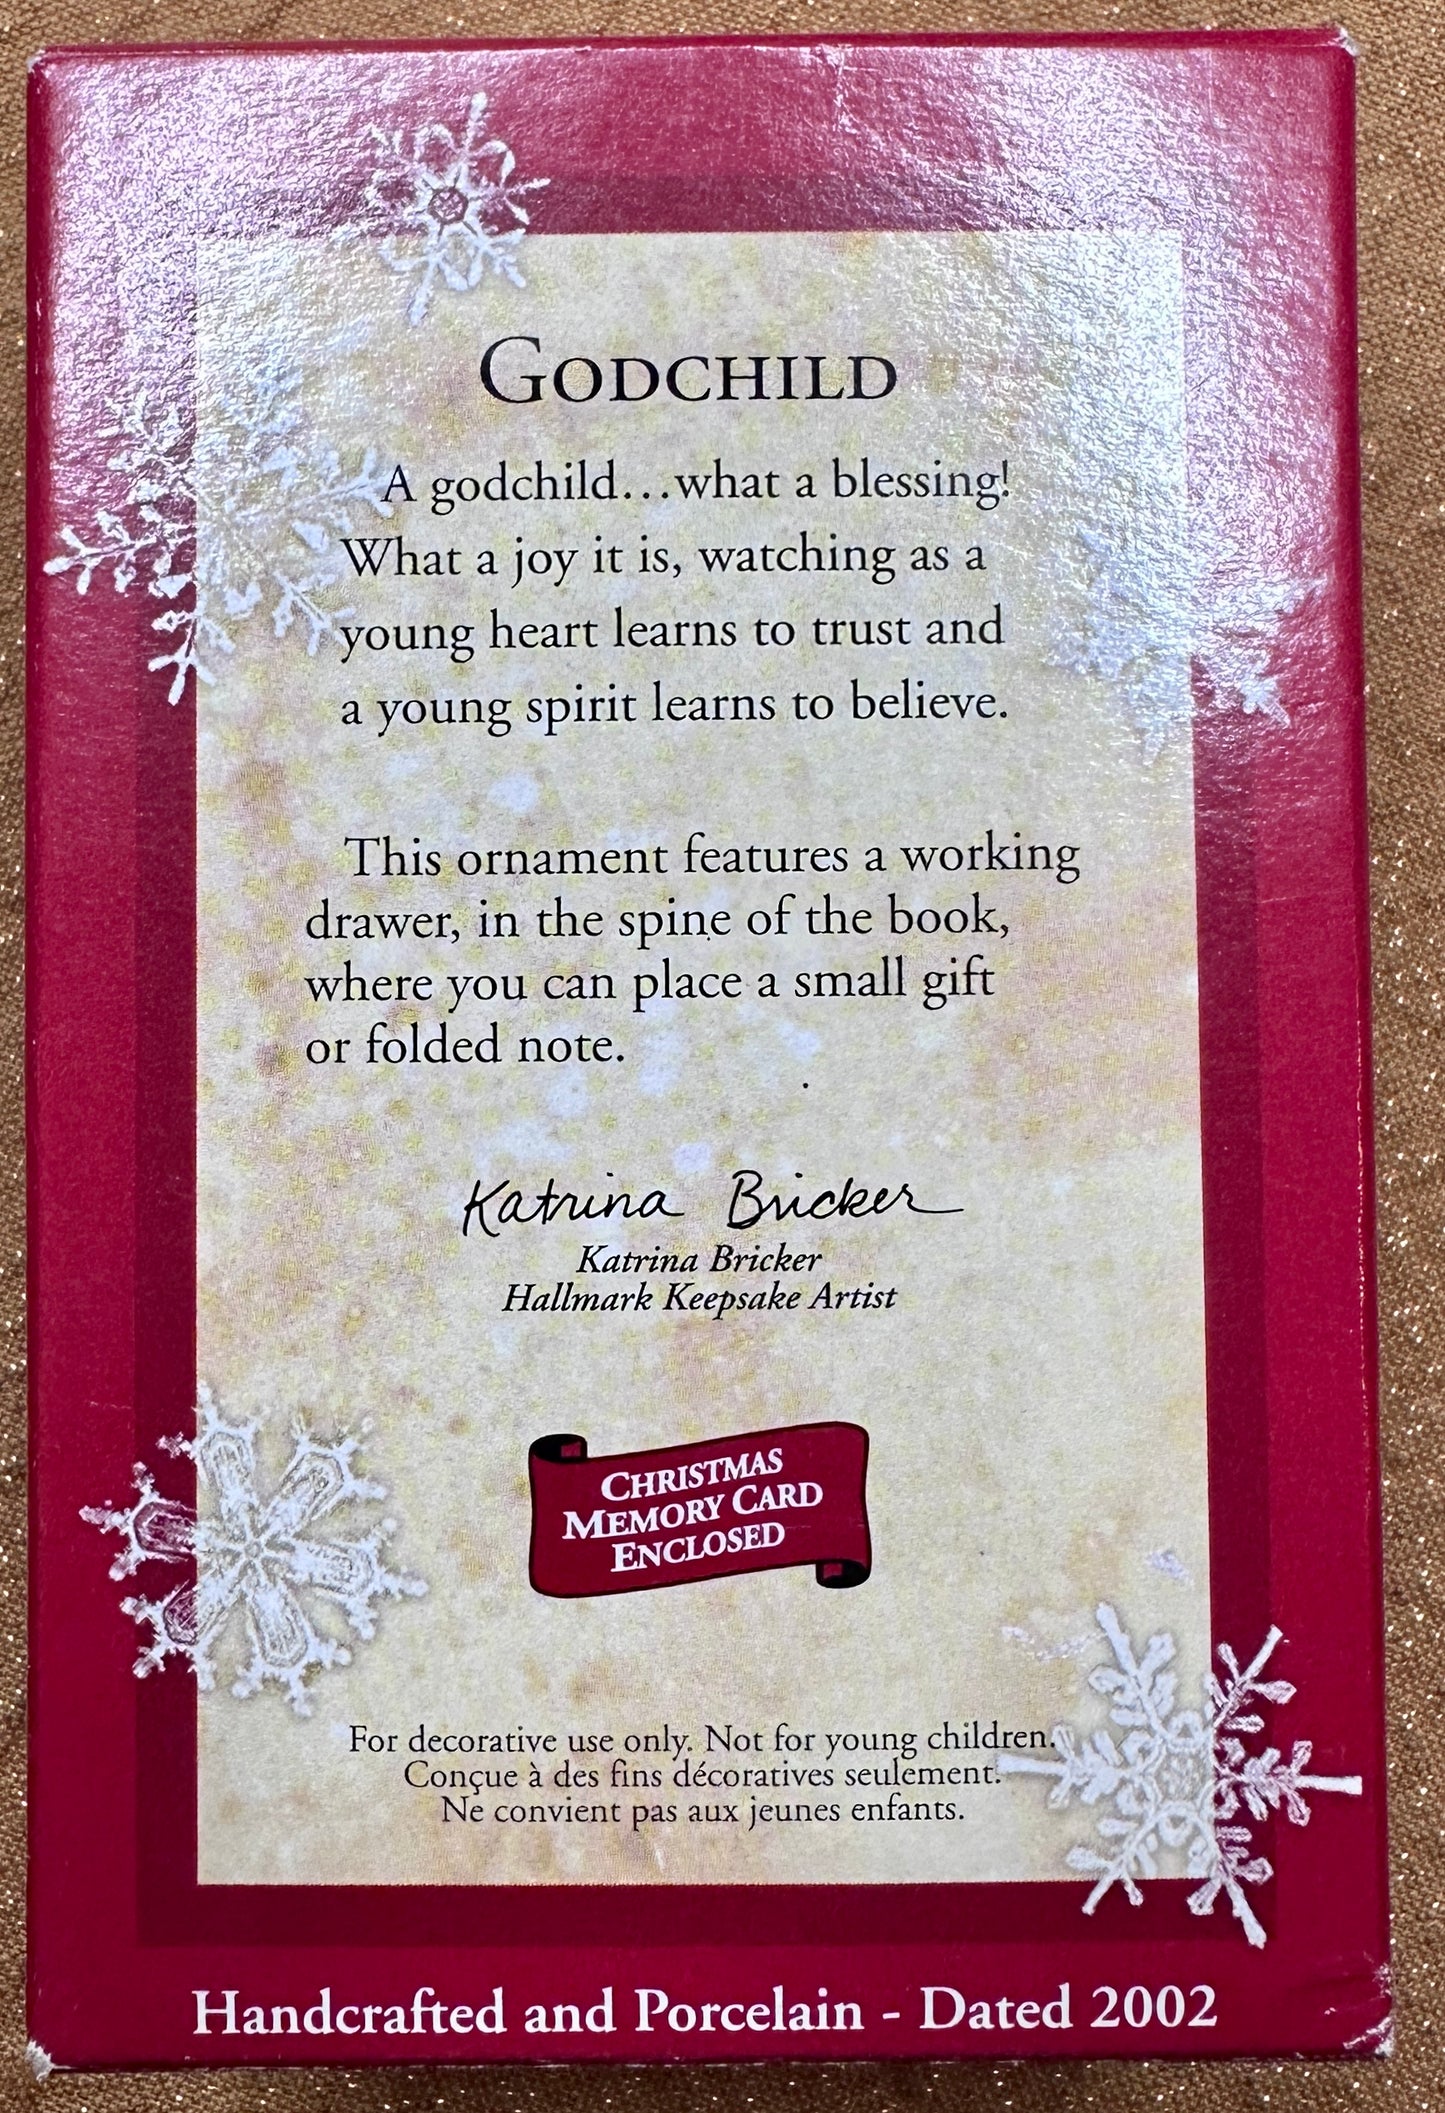 GODCHILD
A godchild...what a blessing!
What a joy it is, watching as a
young heart learns to trust and
a young spirit learns to believe.
This ornament features a working
drawer, in the spine of the book,
where you can place a small gift
or folded note.
Katrina Bricker
Katrina Bricker
Hallmark Keepsake Artist
CHRISTMAS
MEMORY CARD
ENCLOSED
For decorative use only. Not for young children.
Conçue à des fins décoratives seulement.
Ne convient pas aux jeunes enfants.
Handcrafted and Porcelain - Dated 2002